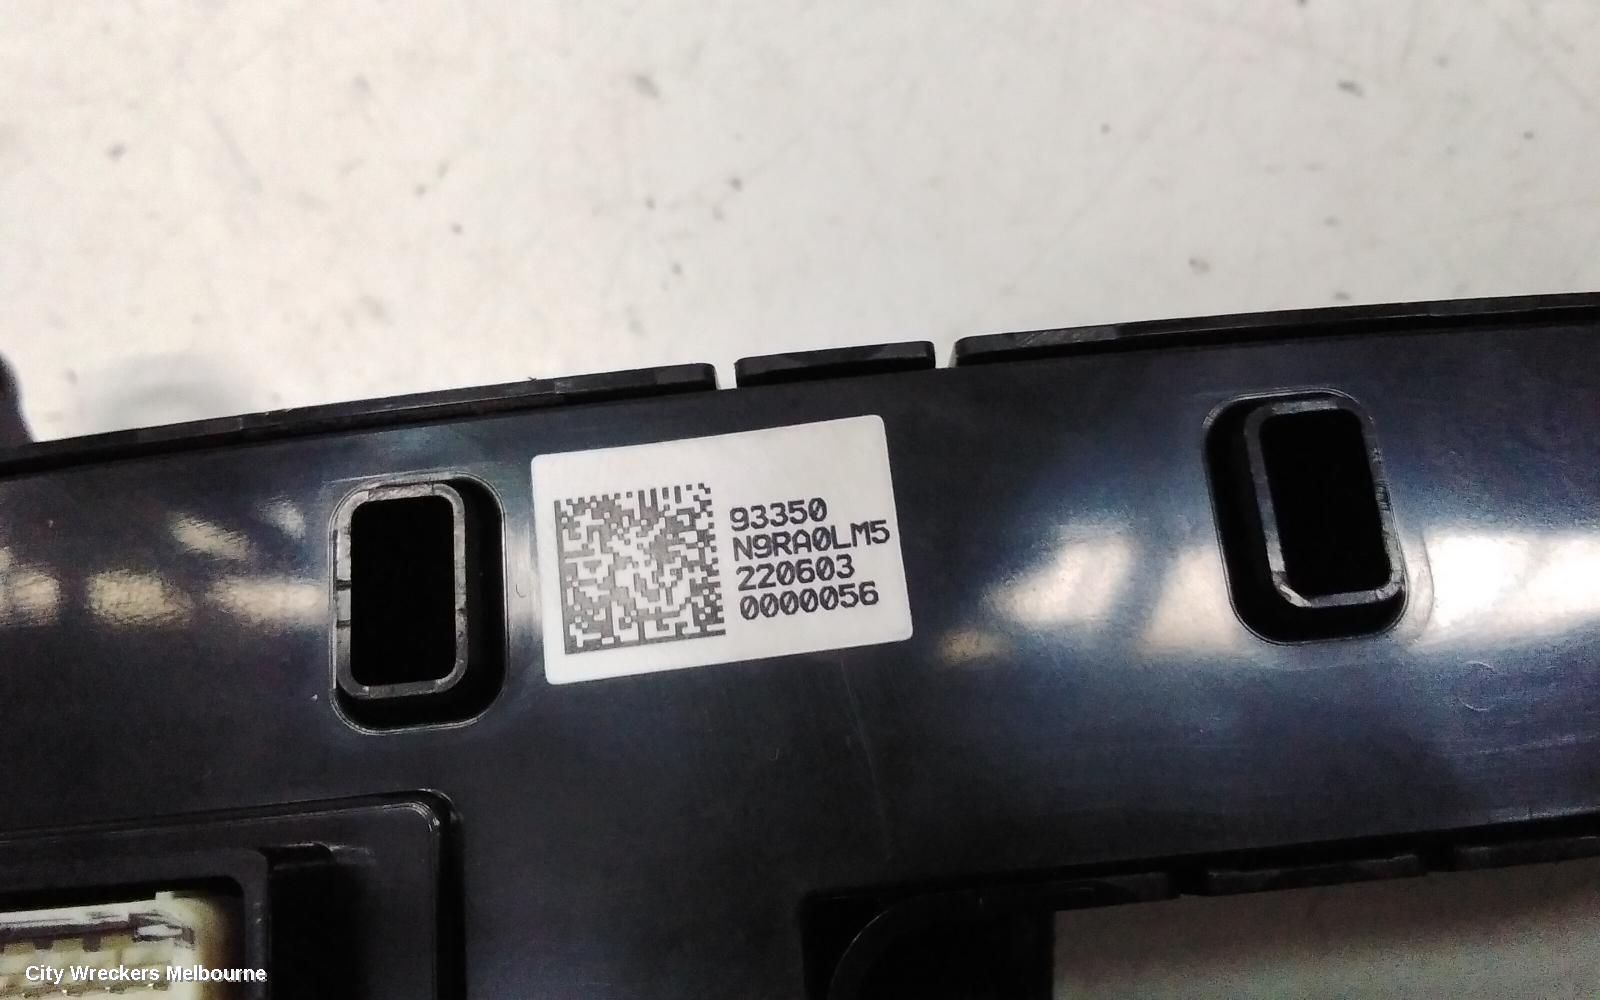 93350
N9RA0LM5
220603
0000056
City Wreckers Melbourne